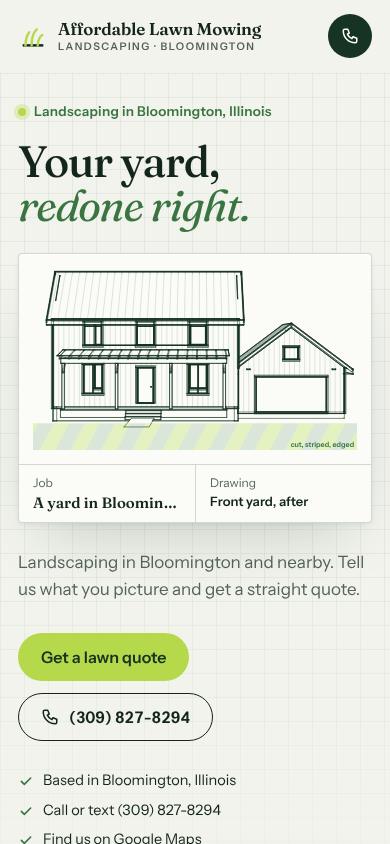 Affordable Lawn Mowing
LANDSCAPING · BLOOMINGTON
Landscaping in Bloomington, Illinois
Your yard,
redone right.
cut, striped, edged
Job
A yard in Bloomin...
Drawing
Front yard, after
Landscaping in Bloomington and nearby. Tell
us what you picture and get a straight quote.
Get a lawn quote
(309) 827-8294
Based in Bloomington, Illinois
Call or text (309) 827-8294
Find us on Google Maps